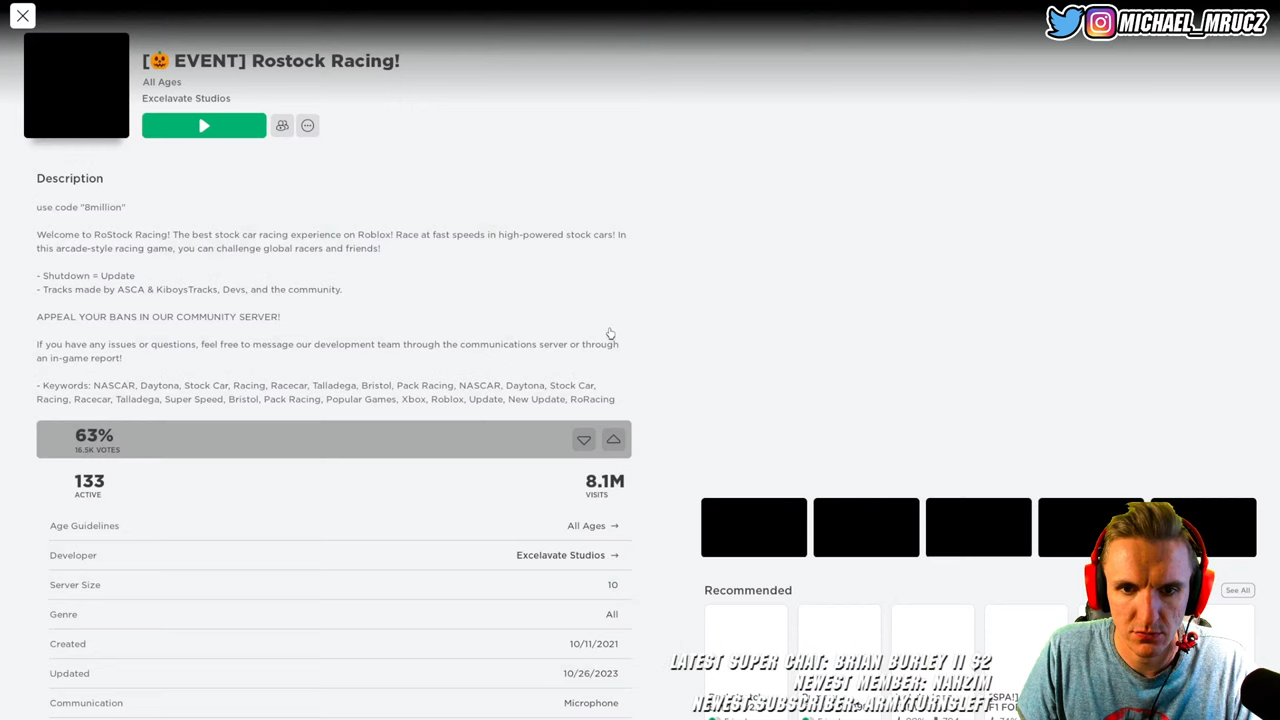 MICHAEL_MRUCZ
[🎃 EVENT] Rostock Racing!
All Ages
Excelavate Studios
Description
use code "8million"
Welcome to RoStock Racing! The best stock car racing experience on Roblox! Race at fast speeds in high-powered stock cars! In
this arcade-style racing game, you can challenge global racers and friends!
- Shutdown = Update
- Tracks made by ASCA & KiboysTracks, Devs, and the community.
APPEAL YOUR BANS IN OUR COMMUNITY SERVER!
If you have any issues or questions, feel free to message our development team through the communications server or through
an in-game report!
- Keywords: NASCAR, Daytona, Stock Car, Racing, Racecar, Talladega, Bristol, Pack Racing, NASCAR, Daytona, Stock Car,
Racing, Racecar, Talladega, Super Speed, Bristol, Pack Racing, Popular Games, Xbox, Roblox, Update, New Update, RoRacing
63%
16.5K VOTES
133
ACTIVE
8.1M
VISITS
Age Guidelines
All Ages →
Developer
Excelavate Studios →
Server Size
10
Genre
All
Created
10/11/2021
Updated
10/26/2023
Communication
Microphone
Recommended
See All
LATEST SUPER CHAT: BRIAN BURLEY II $2
NEWEST MEMBER: NAHZIM
NEWEST SUBSCRIBER: ARMYTURNSLEFT